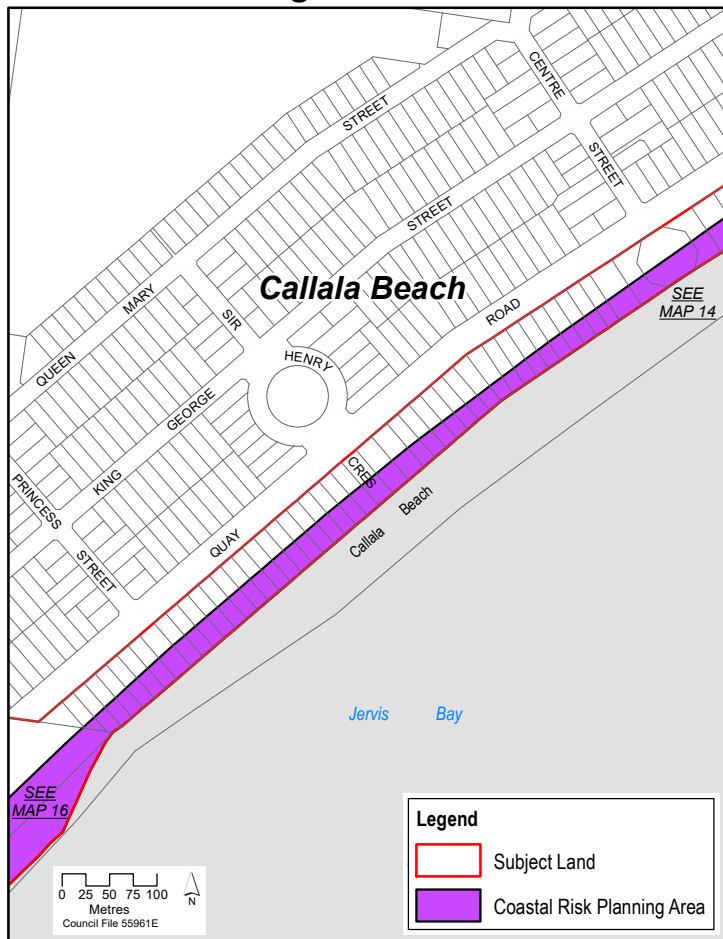 CENTRE
STREET
STREET
STREET
MARY
QUEEN
SIR
HENRY
CRES
Callala Beach
ROAD
SEE
MAP 14
GEORGE
KING
PRINCESS
STREET
QUAY
Callala Beach
Jervis Bay
SEE
MAP 16
Legend
Subject Land
Coastal Risk Planning Area
0 25 50 75 100
Metres
Council File 55961E
N